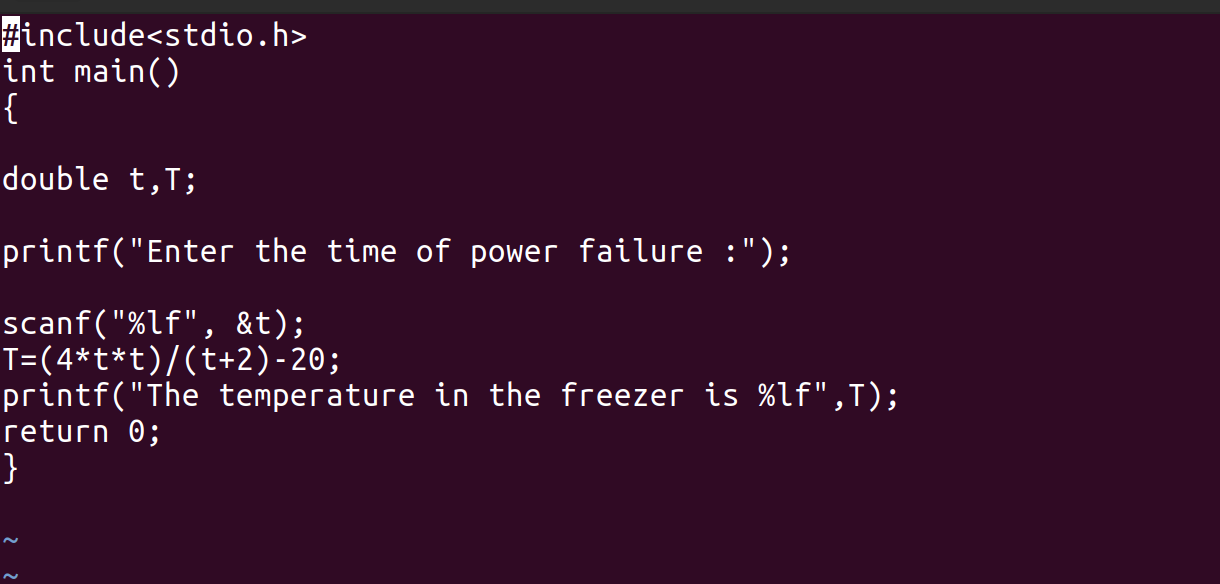 #include<stdio.h>
int main()
{
double t,T;
printf("Enter the time of power failure :");
scanf("%lf", &t);
T=(4*t*t)/(t+2)-20;
printf("The temperature in the freezer is %lf",T);
return 0;
}
~
~